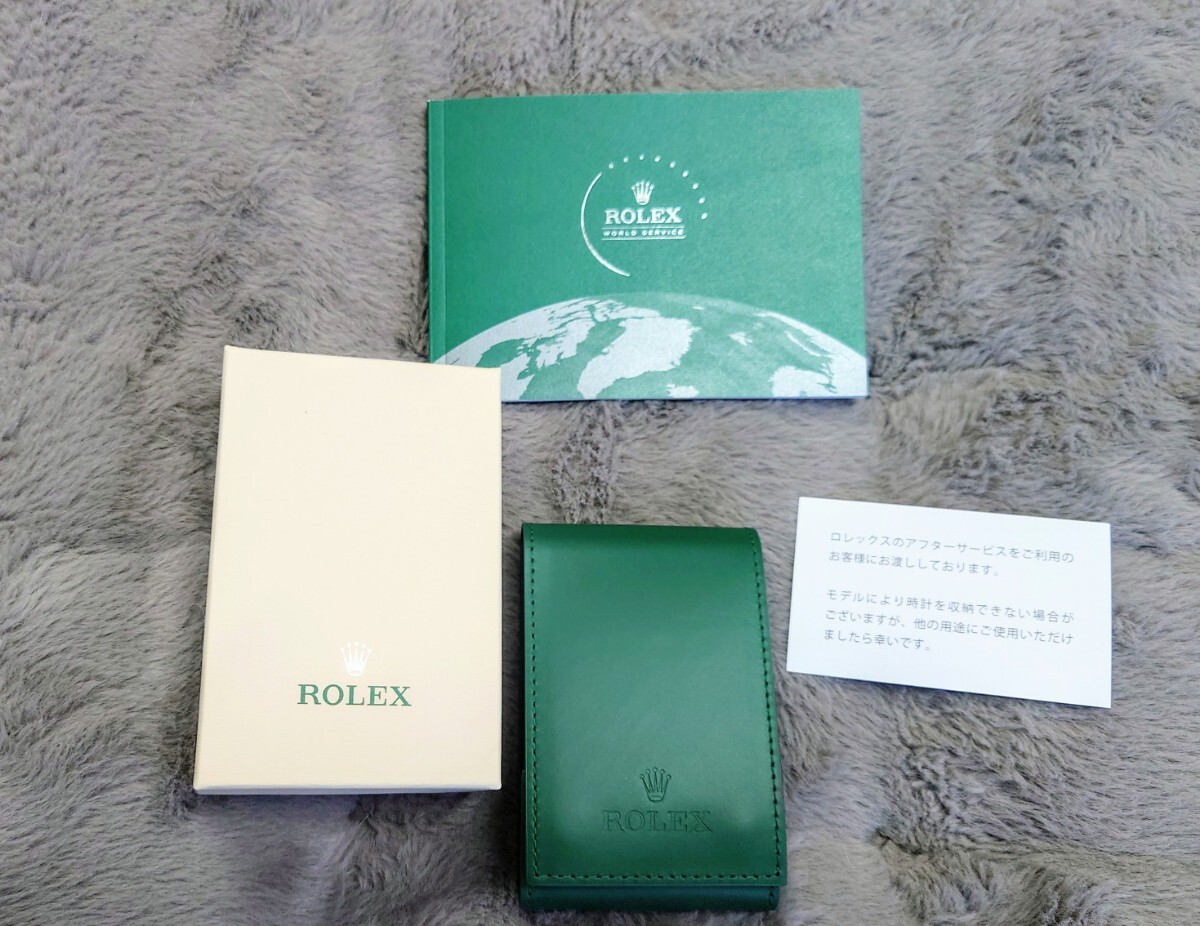 ROLEX
WORLD SERVICE
ROLEX
ROLEX
ロレックスのアフターサービスをご利用の
お客様にお渡ししております。
モデルにより時計を収納できない場合が
ございますが、他の用途にご使用いただけ
ましたら幸いです。